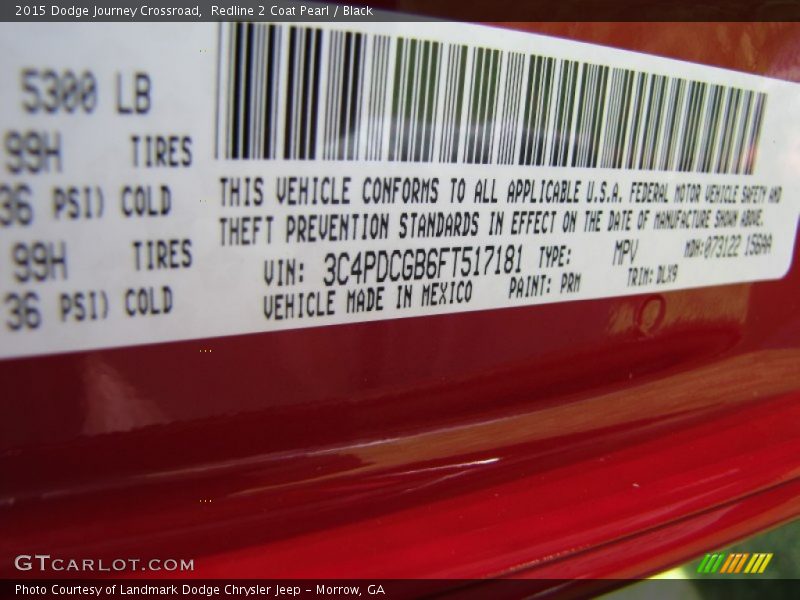 2015 Dodge Journey Crossroad,  Redline 2 Coat Pearl / Black
5300 LB
99H TIRES
36 PSI) COLD
99H TIRES
36 PSI) COLD
THIS VEHICLE CONFORMS TO ALL APPLICABLE U.S.A. FEDERAL MOTOR VEHICLE SAFETY AND
THEFT PREVENTION STANDARDS IN EFFECT ON THE DATE OF MANUFACTURE SHOWN ABOVE.
VIN: 3C4PDCGB6FT517181 TYPE: MPV MDH:073122 156AA
VEHICLE MADE IN MEXICO PAINT: PRM TRIM: DLX9
GTCARLOT.COM
Photo Courtesy of Landmark Dodge Chrysler Jeep - Morrow, GA